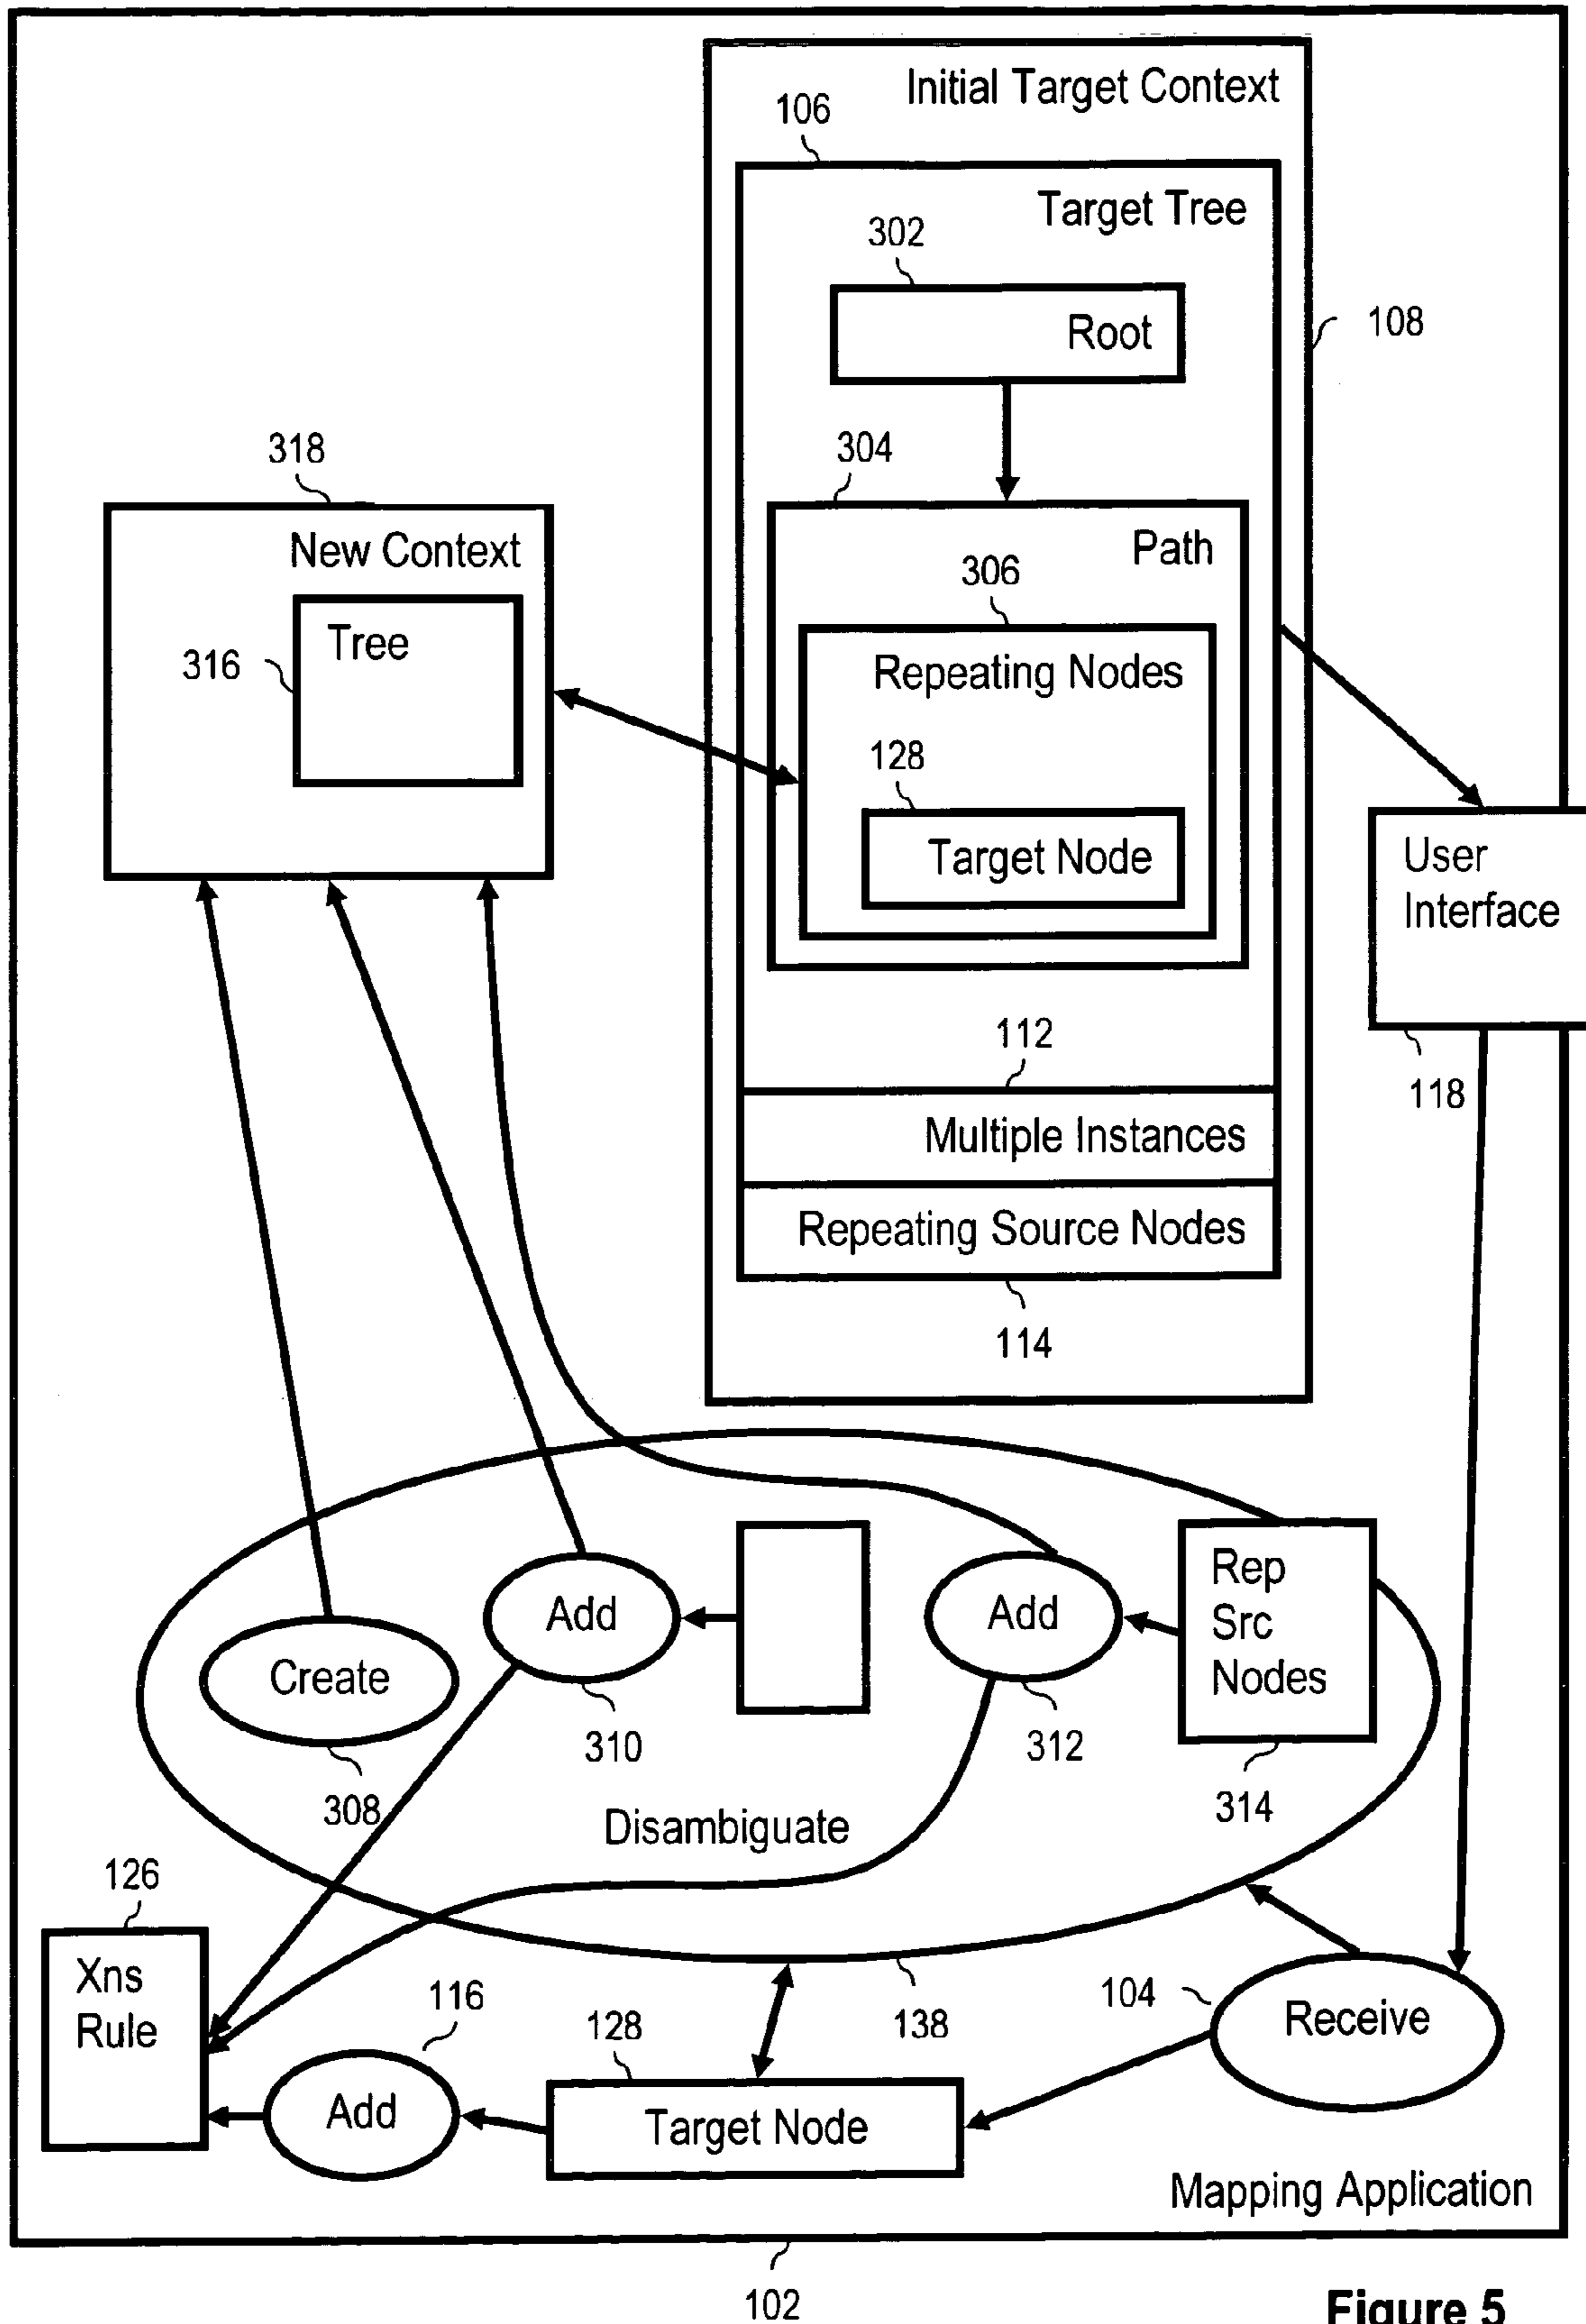 Initial Target Context
106
Target Tree
302
Root
108
318
304
New Context
Path
306
Tree
316
Repeating Nodes
128
Target Node
User
Interface
112
118
Multiple Instances
Repeating Source Nodes
114
Add
Add
Rep
Src
Nodes
Create
310
312
308
314
Disambiguate
126
Xns
Rule
116
104
Receive
128
138
Add
Target Node
Mapping Application
102
Figure 5